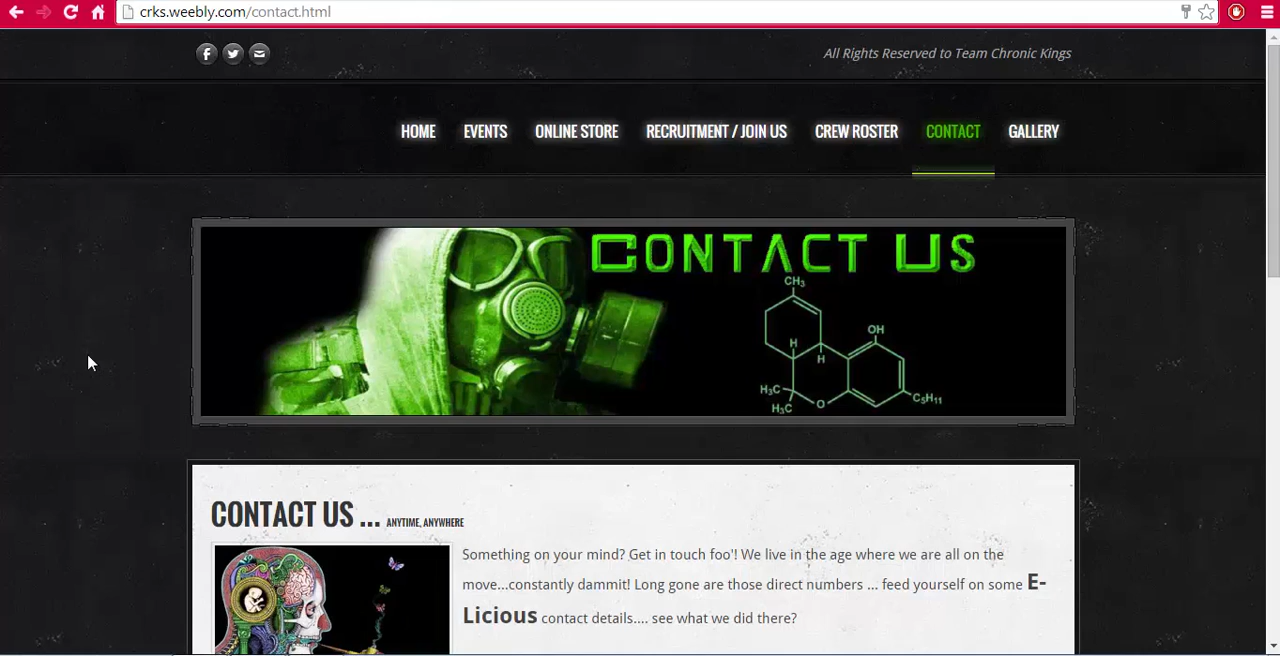 crks.weebly.com/contact.html
All Rights Reserved to Team Chronic Kings
HOME EVENTS ONLINE STORE RECRUITMENT / JOIN US CREW ROSTER CONTACT GALLERY
CONTACT US
CH₃
OH
H
H
H₃C
H₃C
O
C₅H₁₁
CONTACT US ... ANYTIME, ANYWHERE
Something on your mind? Get in touch foo'! We live in the age where we are all on the
move...constantly dammit! Long gone are those direct numbers ... feed yourself on some E-
Licious contact details.... see what we did there?